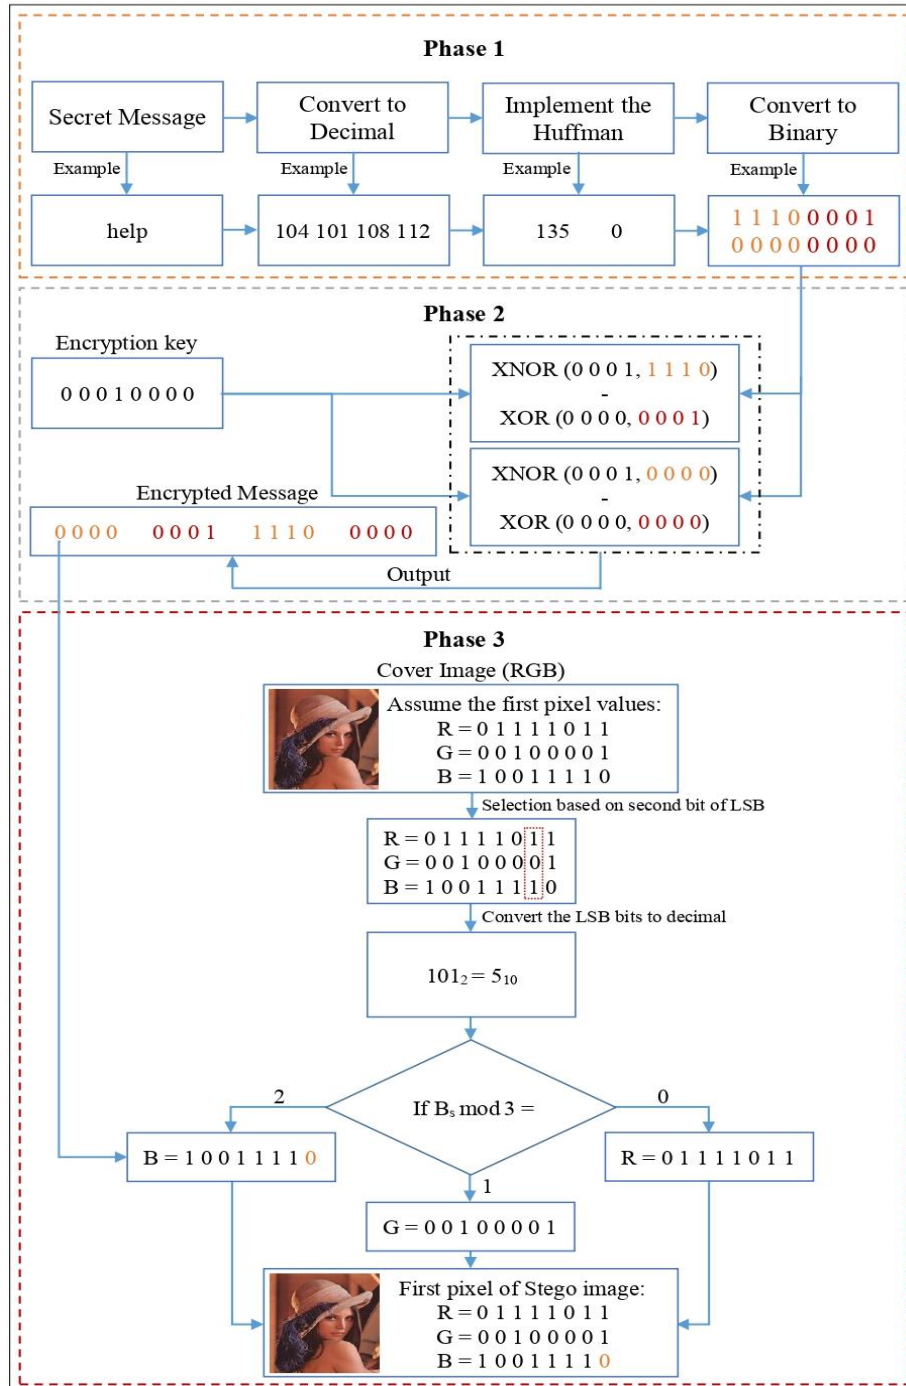 Phase 1
Secret Message
Convert to
Decimal
Implement the
Huffman
Convert to
Binary
Example
Example
Example
Example
help
104 101 108 112
135 0
1 1 1 0 0 0 0 1
0 0 0 0 0 0 0 0
Phase 2
Encryption key
0 0 0 1 0 0 0 0
XNOR (0 0 0 1, 1 1 1 0)
-
XOR (0 0 0 0, 0 0 0 1)
XNOR (0 0 0 1, 0 0 0 0)
-
XOR (0 0 0 0, 0 0 0 0)
Encrypted Message
0 0 0 0 0 0 0 1 1 1 1 0 0 0 0 0
Output
Phase 3
Cover Image (RGB)
Assume the first pixel values:
R = 0 1 1 1 1 0 1 1
G = 0 0 1 0 0 0 0 1
B = 1 0 0 1 1 1 1 0
Selection based on second bit of LSB
R = 0 1 1 1 1 0 1 1
G = 0 0 1 0 0 0 0 1
B = 1 0 0 1 1 1 1 0
Convert the LSB bits to decimal
101₂ = 5₁₀
If Bₛ mod 3 =
2
0
1
B = 1 0 0 1 1 1 1 0
R = 0 1 1 1 1 0 1 1
G = 0 0 1 0 0 0 0 1
First pixel of Stego image:
R = 0 1 1 1 1 0 1 1
G = 0 0 1 0 0 0 0 1
B = 1 0 0 1 1 1 1 0